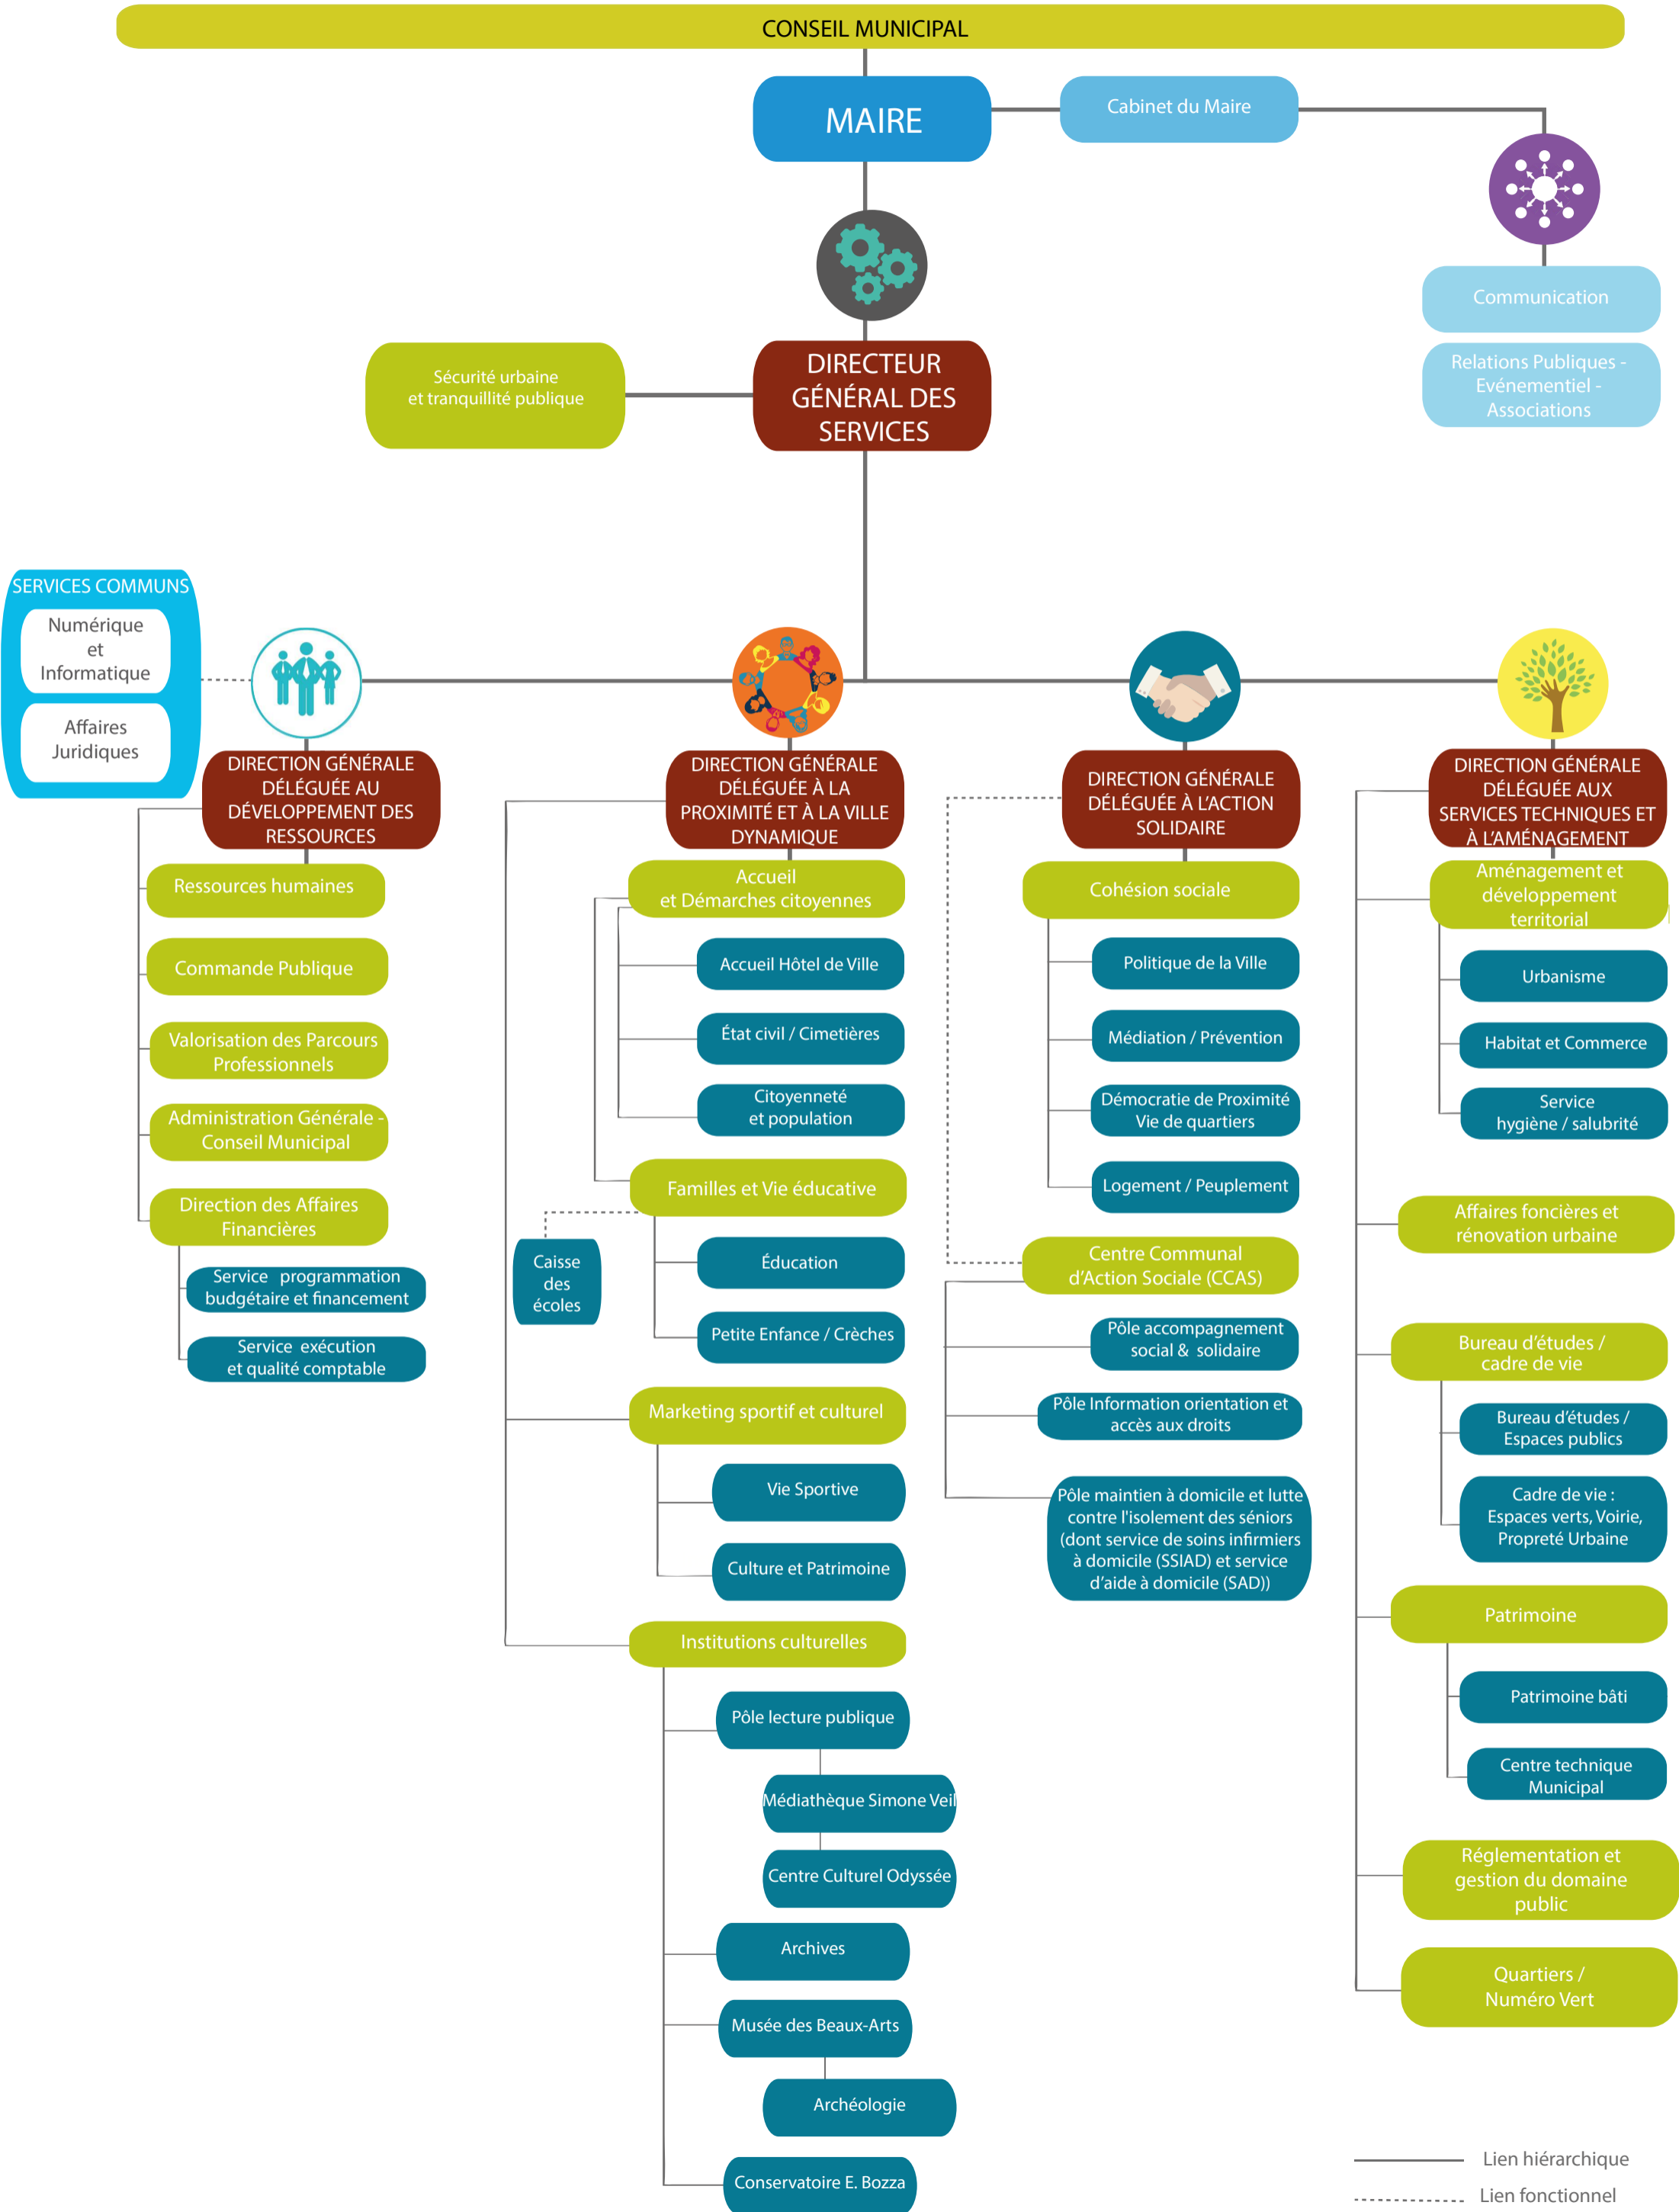 CONSEIL MUNICIPAL
MAIRE
Cabinet du Maire
Communication
Relations Publiques -
Evénementiel -
Associations
Sécurité urbaine
et tranquillité publique
DIRECTEUR
GÉNÉRAL DES
SERVICES
SERVICES COMMUNS
Numérique
et
Informatique
Affaires
Juridiques
DIRECTION GÉNÉRALE
DÉLÉGUÉE AU
DÉVELOPPEMENT DES
RESSOURCES
Ressources humaines
Commande Publique
Valorisation des Parcours
Professionnels
Administration Générale -
Conseil Municipal
Direction des Affaires
Financières
Service programmation
budgétaire et financement
Service exécution
et qualité comptable
DIRECTION GÉNÉRALE
DÉLÉGUÉE À LA
PROXIMITÉ ET À LA VILLE
DYNAMIQUE
Accueil
et Démarches citoyennes
Accueil Hôtel de Ville
État civil / Cimetières
Citoyenneté
et population
Familles et Vie éducative
Caisse
des
écoles
Éducation
Petite Enfance / Crèches
Marketing sportif et culturel
Vie Sportive
Culture et Patrimoine
Institutions culturelles
Pôle lecture publique
Médiathèque Simone Veil
Centre Culturel Odyssée
Archives
Musée des Beaux-Arts
Archéologie
Conservatoire E. Bozza
DIRECTION GÉNÉRALE
DÉLÉGUÉE À L’ACTION
SOLIDAIRE
Cohésion sociale
Politique de la Ville
Médiation / Prévention
Démocratie de Proximité
Vie de quartiers
Logement / Peuplement
Centre Communal
d’Action Sociale (CCAS)
Pôle accompagnement
social & solidaire
Pôle Information orientation et
accès aux droits
Pôle maintien à domicile et lutte
contre l'isolement des séniors
(dont service de soins infirmiers
à domicile (SSIAD) et service
d’aide à domicile (SAD))
DIRECTION GÉNÉRALE
DÉLÉGUÉE AUX
SERVICES TECHNIQUES ET
À L’AMÉNAGEMENT
Aménagement et
développement
territorial
Urbanisme
Habitat et Commerce
Service
hygiène / salubrité
Affaires foncières et
rénovation urbaine
Bureau d’études /
cadre de vie
Bureau d’études /
Espaces publics
Cadre de vie :
Espaces verts, Voirie,
Propreté Urbaine
Patrimoine
Patrimoine bâti
Centre technique
Municipal
Réglementation et
gestion du domaine
public
Quartiers /
Numéro Vert
Lien hiérarchique
Lien fonctionnel